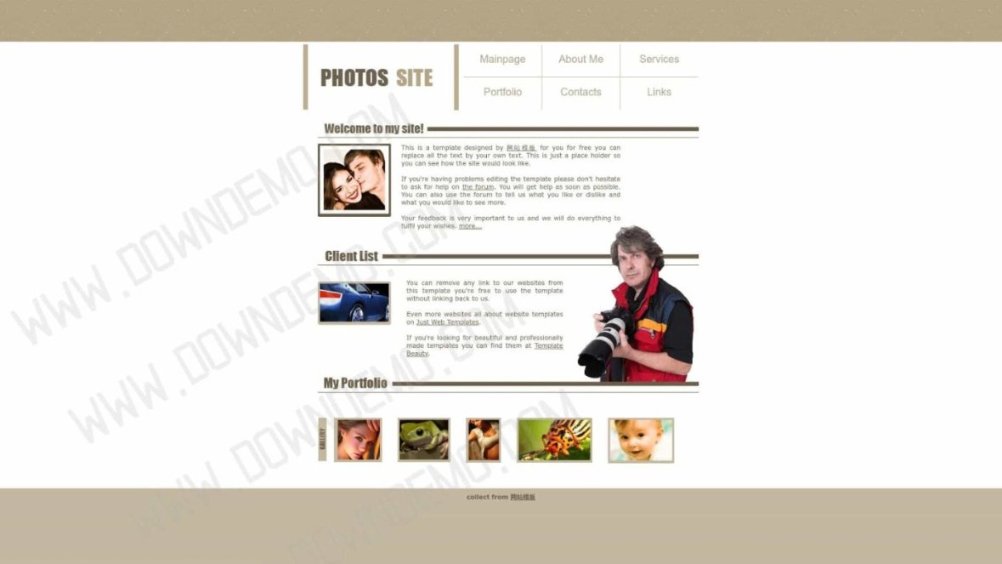 PHOTOS SITE
Mainpage
About Me
Services
Portfolio
Contacts
Links
Welcome to my site!
This is a template designed by 网站模板 for you for free you can
replace all the text by your own text. This is just a place holder so
you can see how the site would look like.
If you're having problems editing the template please don't hesitate
to ask for help on the forum. You will get help as soon as possible.
You can also use the forum to tell us what you like or dislike and
what you would like to see more.
Your feedback is very important to us and we will do everything to
fulfil your wishes. more...
Client List
You can remove any link to our websites from
this template you're free to use the template
without linking back to us.
Even more websites all about website templates
on Just Web Templates.
If you're looking for beautiful and professionally
made templates you can find them at Template
Beauty.
My Portfolio
GALLERY
collect from 网站模板
WWW.DOWNDEMO.COM
WWW.DOWNDEMO.COM
WWW.DOWNDEMO.COM